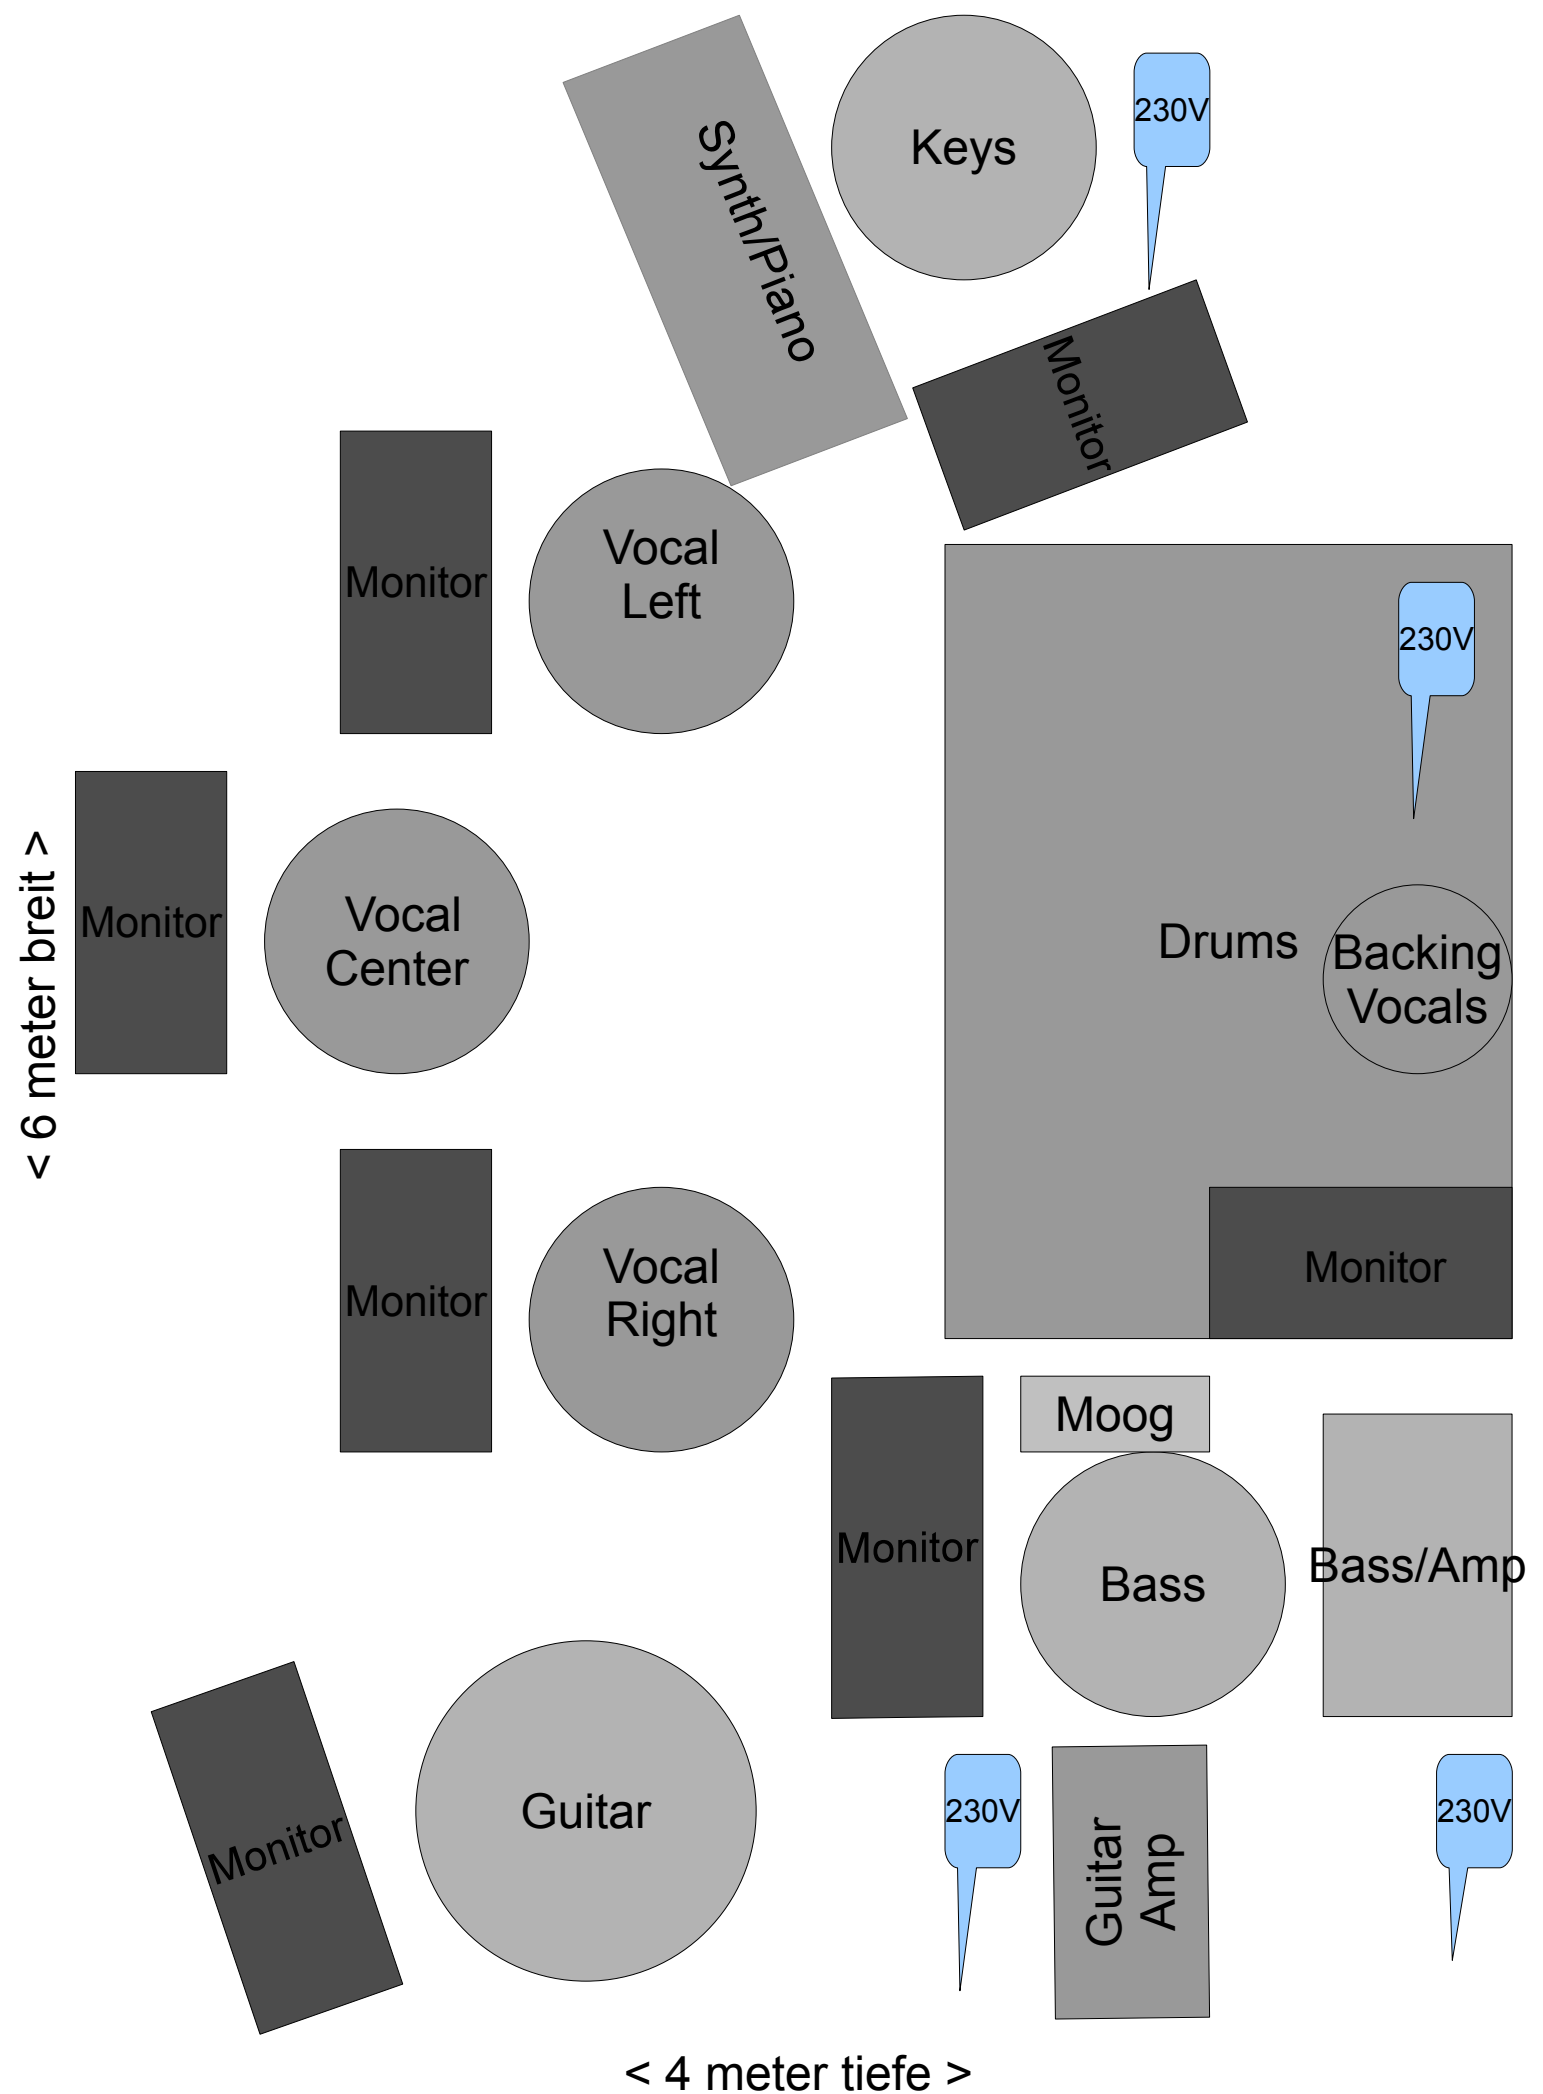 Keys
230V
Synth/Piano
Monitor
Vocal
Left
Monitor
230V
< 6 meter breit >
Monitor
Vocal
Center
Drums
Backing
Vocals
Vocal
Right
Monitor
Monitor
Moog
Monitor
Bass
Bass/Amp
Monitor
Guitar
230V
Guitar
Amp
230V
< 4 meter tiefe >